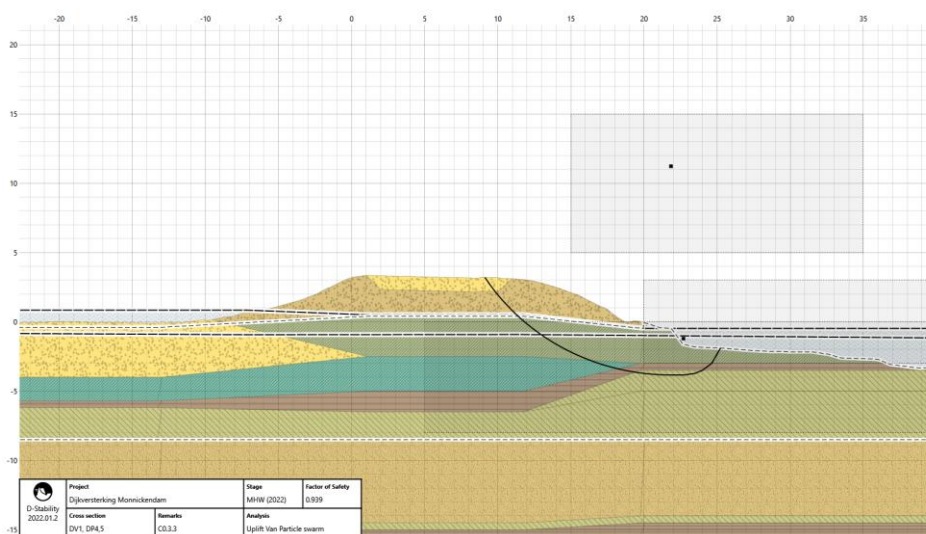 -20 -15 -10 -5 0 5 10 15 20 25 30 35
20
15
10
5
0
-5
-10
-15
D-Stability
2022.01.2
Project Stage Factor of Safety
Dijkversterking Monnickendam MHW (2022) 0.939
Cross section Remarks Analysis
DV1, DP4,5 C0.3.3 Uplift Van Particle swarm